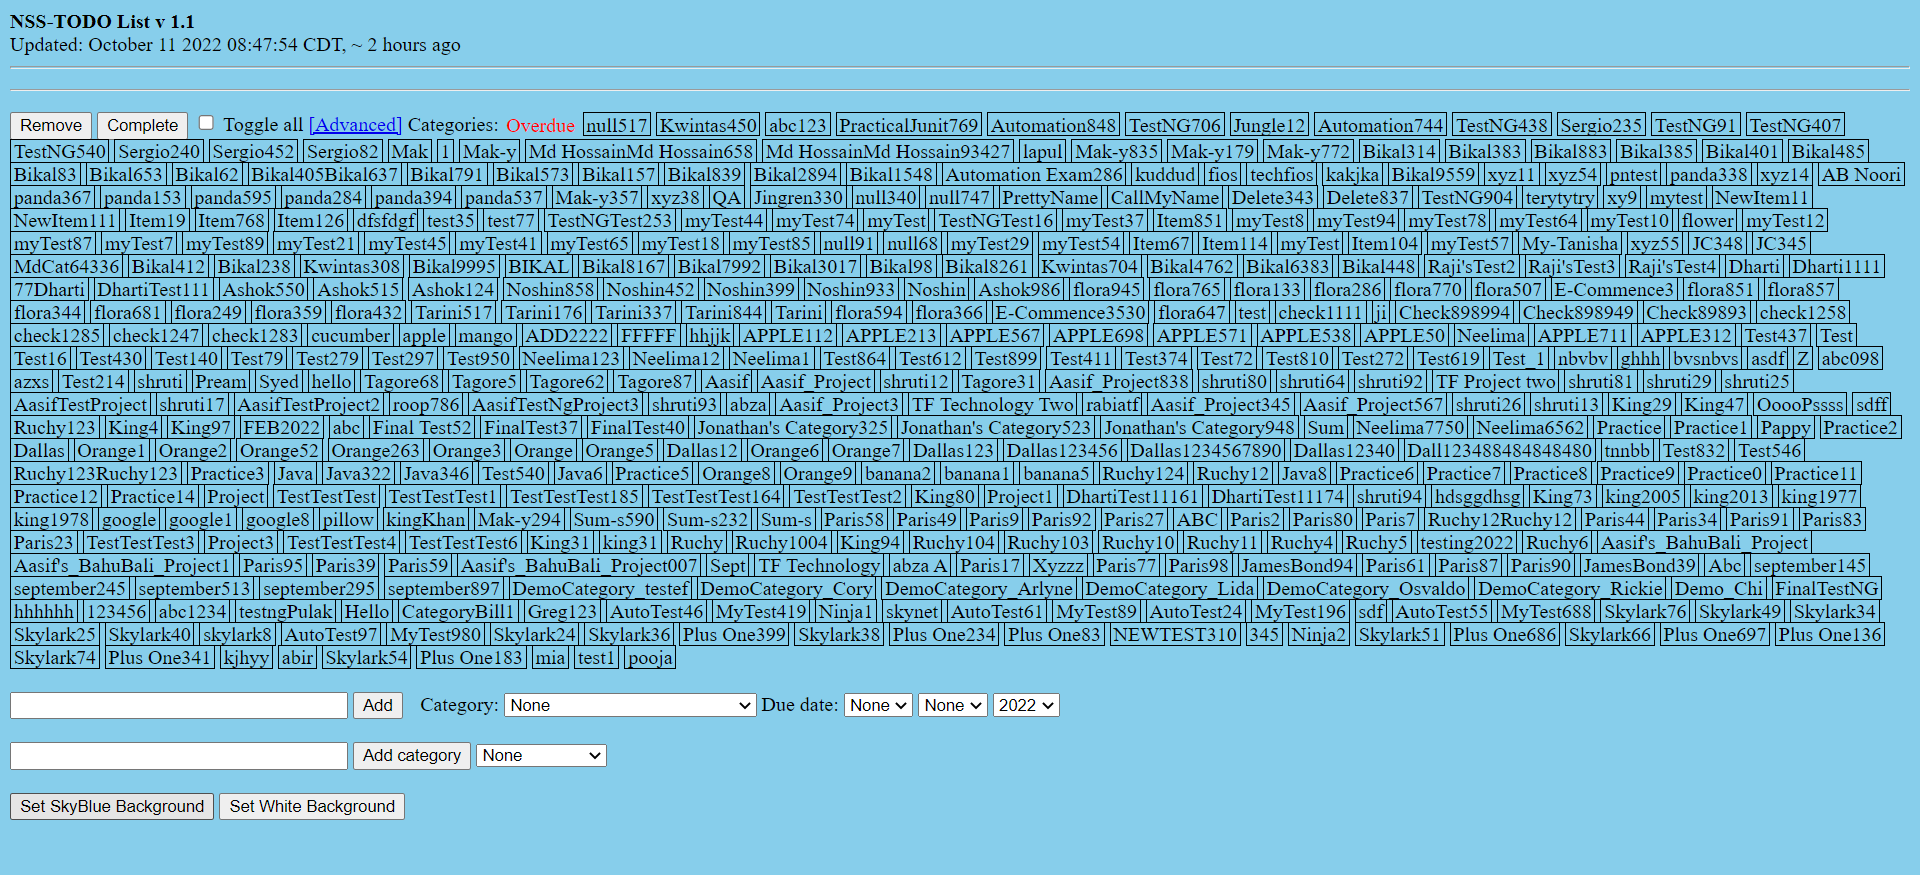 NSS-TODO List v 1.1
Updated: October 11 2022 08:47:54 CDT, ~ 2 hours ago
Remove Complete Toggle all [Advanced] Categories: Overdue null517 Kwintas450 abc123 PracticalJunit769 Automation848 TestNG706 Jungle12 Automation744 TestNG438 Sergio235 TestNG91 TestNG407
TestNG540 Sergio240 Sergio452 Sergio82 Mak 1 Mak-y Md HossainMd Hossain658 Md HossainMd Hossain93427 lapul Mak-y835 Mak-y179 Mak-y772 Bikal314 Bikal383 Bikal883 Bikal385 Bikal401 Bikal485
Bikal83 Bikal653 Bikal62 Bikal405Bikal637 Bikal791 Bikal573 Bikal157 Bikal839 Bikal2894 Bikal1548 Automation Exam286 kuddud fios techfios kakjka Bikal9559 xyz11 xyz54 pntest panda338 xyz14 AB Noori
panda367 panda153 panda595 panda284 panda394 panda537 Mak-y357 xyz38 QA Jingren330 null340 null747 PrettyName CallMyName Delete343 Delete837 TestNG904 terytytry xy9 mytest NewItem11
NewItem111 Item19 Item768 Item126 dfsfdgf test35 test77 TestNGTest253 myTest44 myTest74 myTest TestNGTest16 myTest37 Item851 myTest8 myTest94 myTest78 myTest64 myTest10 flower myTest12
myTest87 myTest7 myTest89 myTest21 myTest45 myTest41 myTest65 myTest18 myTest85 null91 null68 myTest29 myTest54 Item67 Item114 myTest Item104 myTest57 My-Tanisha xyz55 JC348 JC345
MdCat64336 Bikal412 Bikal238 Kwintas308 Bikal9995 BIKAL Bikal8167 Bikal7992 Bikal3017 Bikal98 Bikal8261 Kwintas704 Bikal4762 Bikal6383 Bikal448 Raji'sTest2 Raji'sTest3 Raji'sTest4 Dharti Dharti1111
77Dharti DhartiTest111 Ashok550 Ashok515 Ashok124 Noshin858 Noshin452 Noshin399 Noshin933 Noshin Ashok986 flora945 flora765 flora133 flora286 flora770 flora507 E-Commence3 flora851 flora857
flora344 flora681 flora249 flora359 flora432 Tarini517 Tarini176 Tarini337 Tarini844 Tarini flora594 flora366 E-Commence3530 flora647 test check1111 ji Check898994 Check898949 Check89893 check1258
check1285 check1247 check1283 cucumber apple mango ADD2222 FFFFF hhjjk APPLE112 APPLE213 APPLE567 APPLE698 APPLE571 APPLE538 APPLE50 Neelima APPLE711 APPLE312 Test437 Test
Test16 Test430 Test140 Test79 Test279 Test297 Test950 Neelima123 Neelima12 Neelima1 Test864 Test612 Test899 Test411 Test374 Test72 Test810 Test272 Test619 Test_1 nbvbv ghhh bvsnbvs asdf Z abc098
azxs Test214 shruti Pream Syed hello Tagore68 Tagore5 Tagore62 Tagore87 Aasif Aasif_Project shruti12 Tagore31 Aasif_Project838 shruti80 shruti64 shruti92 TF Project two shruti81 shruti29 shruti25
AasifTestProject shruti17 AasifTestProject2 roop786 AasifTestNgProject3 shruti93 abza Aasif_Project3 TF Technology Two rabiatf Aasif_Project345 Aasif_Project567 shruti26 shruti13 King29 King47 OoooPssss sdff
Ruchy123 King4 King97 FEB2022 abc Final Test52 FinalTest37 FinalTest40 Jonathan's Category325 Jonathan's Category523 Jonathan's Category948 Sum Neelima7750 Neelima6562 Practice Practice1 Pappy Practice2
Dallas Orange1 Orange2 Orange52 Orange263 Orange3 Orange Orange5 Dallas12 Orange6 Orange7 Dallas123 Dallas123456 Dallas1234567890 Dallas12340 Dall123488484848480 tnnbb Test832 Test546
Ruchy123Ruchy123 Practice3 Java Java322 Java346 Test540 Java6 Practice5 Orange8 Orange9 banana2 banana1 banana5 Ruchy124 Ruchy12 Java8 Practice6 Practice7 Practice8 Practice9 Practice0 Practice11
Practice12 Practice14 Project TestTestTest TestTestTest1 TestTestTest185 TestTestTest164 TestTestTest2 King80 Project1 DhartiTest11161 DhartiTest11174 shruti94 hdsggdhsg King73 king2005 king2013 king1977
king1978 google google1 google8 pillow kingKhan Mak-y294 Sum-s590 Sum-s232 Sum-s Paris58 Paris49 Paris9 Paris92 Paris27 ABC Paris2 Paris80 Paris7 Ruchy12Ruchy12 Paris44 Paris34 Paris91 Paris83
Paris23 TestTestTest3 Project3 TestTestTest4 TestTestTest6 King31 king31 Ruchy Ruchy1004 King94 Ruchy104 Ruchy103 Ruchy10 Ruchy11 Ruchy4 Ruchy5 testing2022 Ruchy6 Aasif's_BahuBali_Project
Aasif's_BahuBali_Project1 Paris95 Paris39 Paris59 Aasif's_BahuBali_Project007 Sept TF Technology abza A Paris17 Xyzzz Paris77 Paris98 JamesBond94 Paris61 Paris87 Paris90 JamesBond39 Abc september145
september245 september513 september295 september897 DemoCategory_testef DemoCategory_Cory DemoCategory_Arlyne DemoCategory_Lida DemoCategory_Osvaldo DemoCategory_Rickie Demo_Chi FinalTestNG
hhhhhh 123456 abc1234 testngPulak Hello CategoryBill1 Greg123 AutoTest46 MyTest419 Ninja1 skynet AutoTest61 MyTest89 AutoTest24 MyTest196 sdf AutoTest55 MyTest688 Skylark76 Skylark49 Skylark34
Skylark25 Skylark40 skylark8 AutoTest97 MyTest980 Skylark24 Skylark36 Plus One399 Skylark38 Plus One234 Plus One83 NEWTEST310 345 Ninja2 Skylark51 Plus One686 Skylark66 Plus One697 Plus One136
Skylark74 Plus One341 kjhyy abir Skylark54 Plus One183 mia test1 pooja
Add Category: None Due date: None None 2022
Add category None
Set SkyBlue Background Set White Background